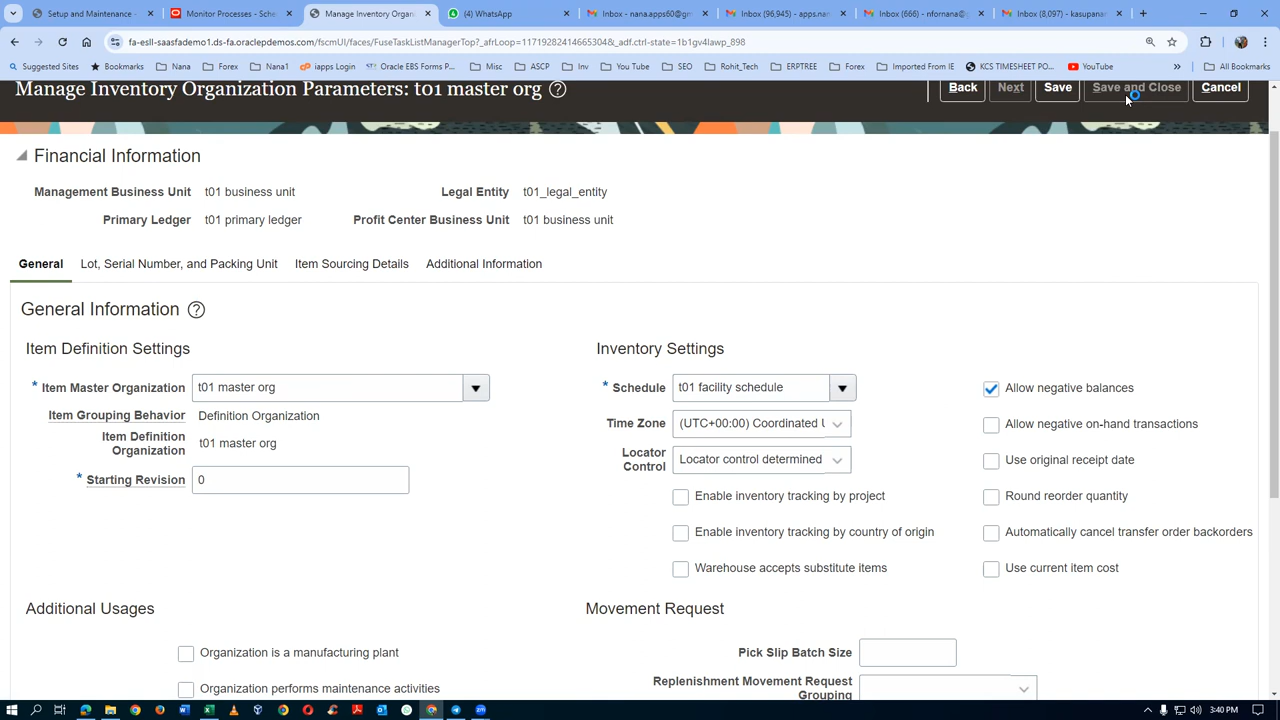 Setup and Maintenance -
Monitor Processes - Sche
Manage Inventory Organ
(4) WhatsApp
Inbox - nana.apps60@gm
Inbox (96,945) - apps.nan
Inbox (666) - nfornana@g
Inbox (8,097) - kasupanan
fa-esll-saasfademo1.ds-fa.oraclepdemos.com/fscmUI/faces/FuseTaskListManagerTop?_afrLoop=117192824146653048&_adf.ctrl-state=1b1gv4lawp_898
Suggested Sites
Bookmarks
Nana
Forex
Nana1
iapps Login
Oracle EBS Forms P...
Misc
ASCP
Inv
You Tube
SEO
Rohit_Tech
ERPTREE
Forex
Imported From IE
KCS TIMESHEET PO...
YouTube
All Bookmarks
Manage Inventory Organization Parameters: t01 master org
Back
Next
Save
Save and Close
Cancel
Financial Information
Management Business Unit t01 business unit
Legal Entity t01_legal_entity
Primary Ledger t01 primary ledger
Profit Center Business Unit t01 business unit
General
Lot, Serial Number, and Packing Unit
Item Sourcing Details
Additional Information
General Information
Item Definition Settings
Inventory Settings
* Item Master Organization t01 master org
* Schedule t01 facility schedule
Allow negative balances
Item Grouping Behavior Definition Organization
Time Zone (UTC+00:00) Coordinated U
Allow negative on-hand transactions
Item Definition
Organization t01 master org
Locator
Control Locator control determined
Use original receipt date
* Starting Revision 0
Enable inventory tracking by project
Round reorder quantity
Enable inventory tracking by country of origin
Automatically cancel transfer order backorders
Warehouse accepts substitute items
Use current item cost
Additional Usages
Movement Request
Organization is a manufacturing plant
Pick Slip Batch Size
Organization performs maintenance activities
Replenishment Movement Request
Grouping
3:40 PM